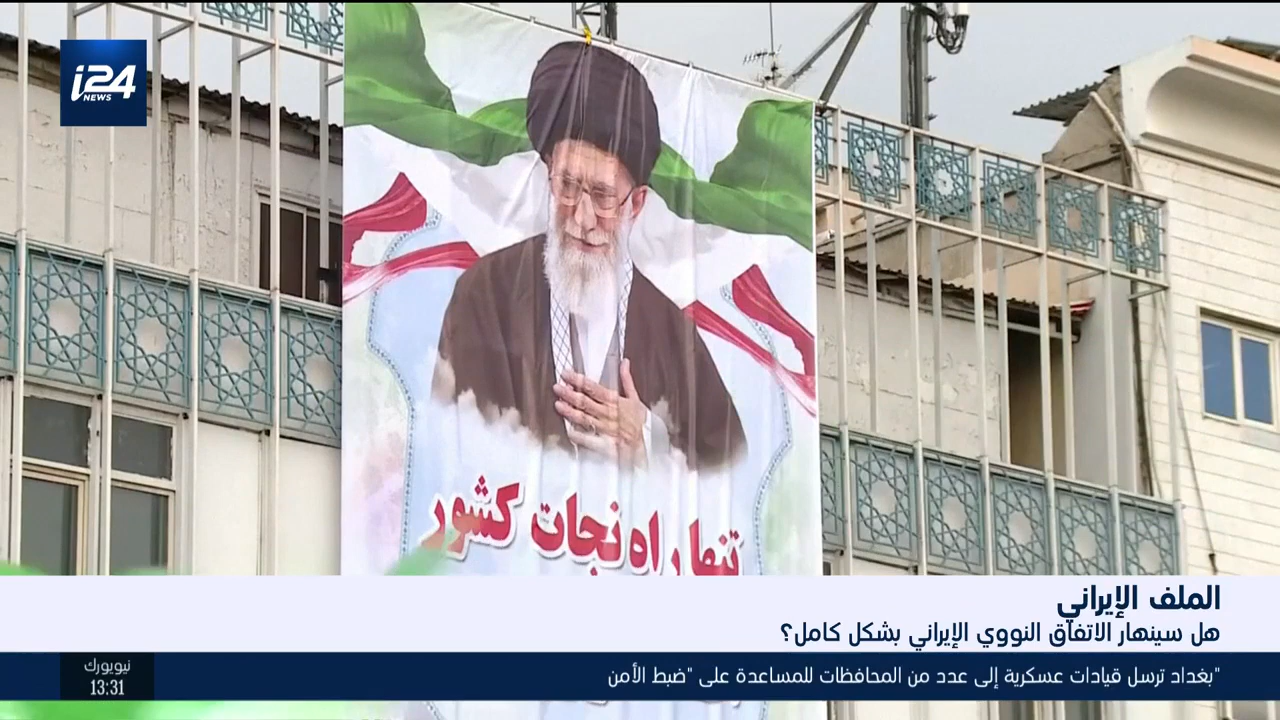 i24
NEWS
تنها راه نجات کشور
الملف الإيراني
هل سينهار الاتفاق النووي الإيراني بشكل كامل؟
"بغداد ترسل قيادات عسكرية إلى عدد من المحافظات للمساعدة على "ضبط الأمن
نيويورك
13:31